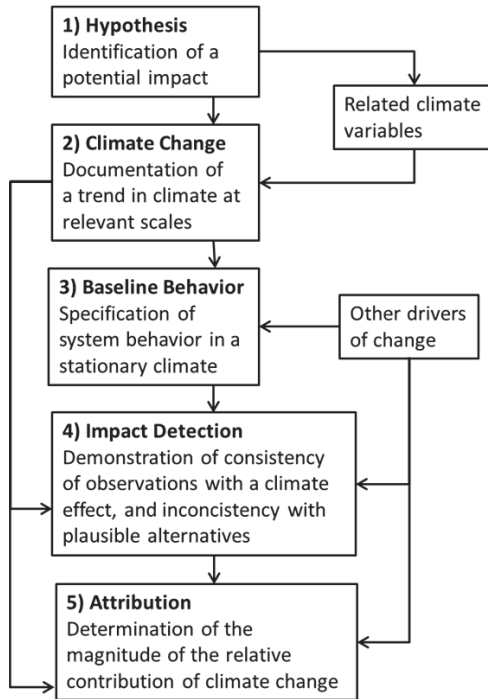 1) Hypothesis
Identification of a
potential impact
Related climate
variables
2) Climate Change
Documentation of
a trend in climate at
relevant scales
3) Baseline Behavior
Specification of
system behavior in a
stationary climate
Other drivers
of change
4) Impact Detection
Demonstration of consistency
of observations with a climate
effect, and inconcistency with
plausible alternatives
5) Attribution
Determination of the
magnitude of the relative
contribution of climate change